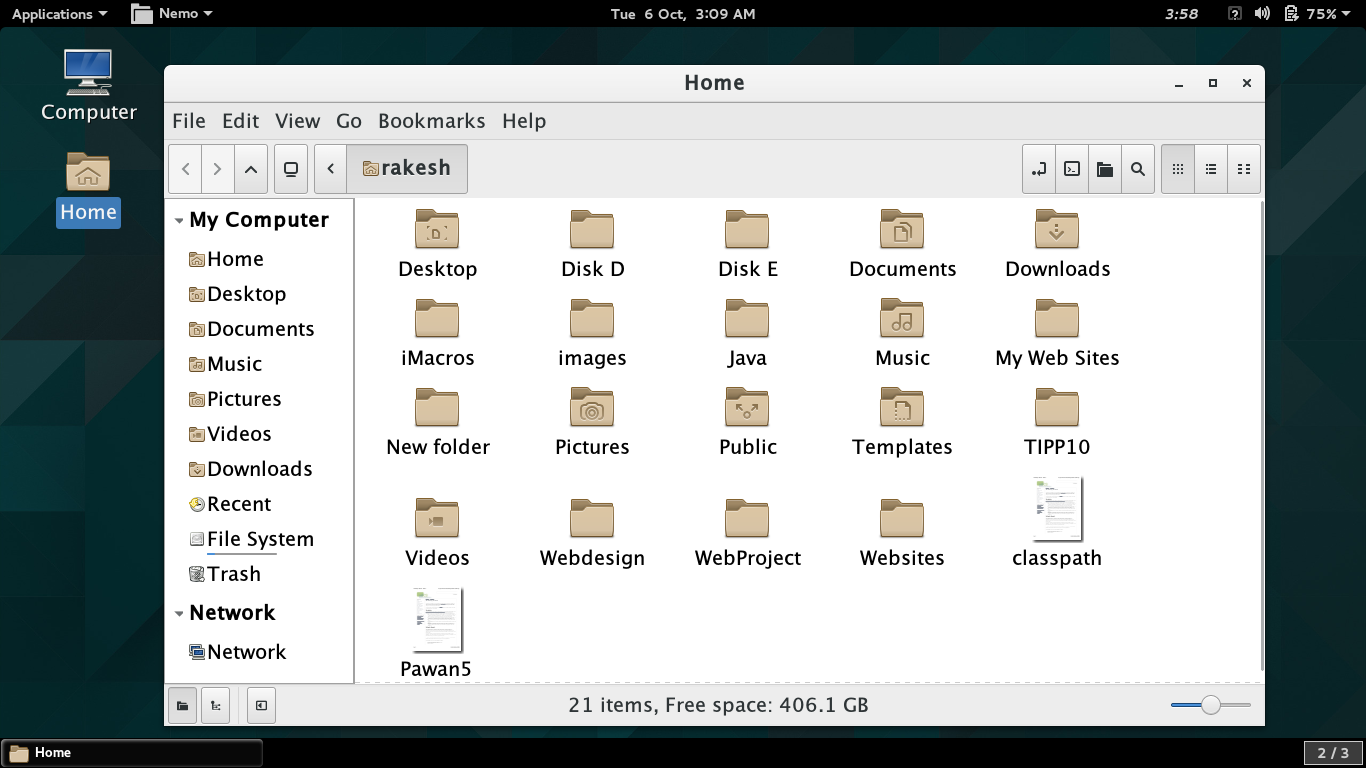 Applications Nemo Tue 6 Oct, 3:09 AM 3:58 ? 75%
Computer
Home
Home
File Edit View Go Bookmarks Help
rakesh
My Computer
Home
Desktop
Documents
Music
Pictures
Videos
Downloads
Recent
File System
Trash
Network
Network
Desktop Disk D Disk E Documents Downloads
iMacros images Java Music My Web Sites
New folder Pictures Public Templates TIPP10
Videos Webdesign WebProject Websites classpath
Pawan5
21 items, Free space: 406.1 GB
Home
2 / 3